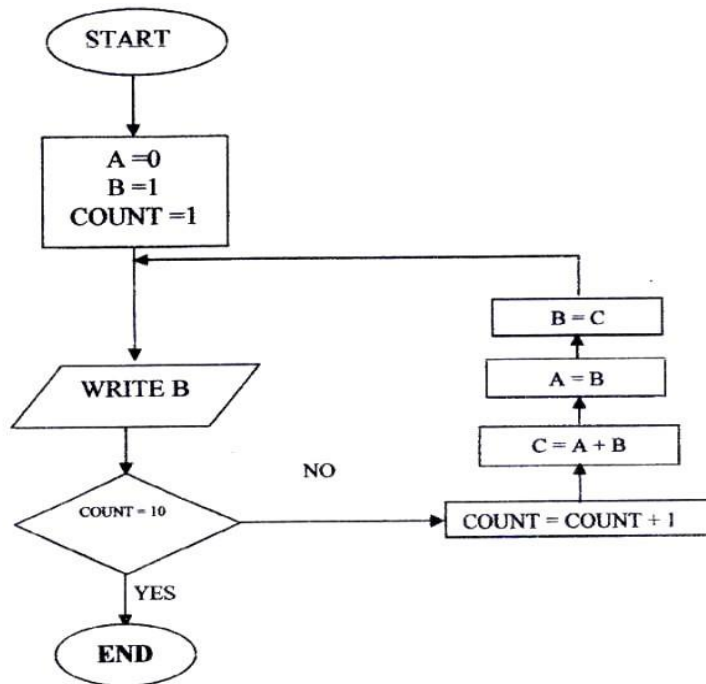 START
A =0
B =1
COUNT =1
WRITE B
COUNT = 10
NO
COUNT = COUNT + 1
C = A + B
A = B
B = C
YES
END